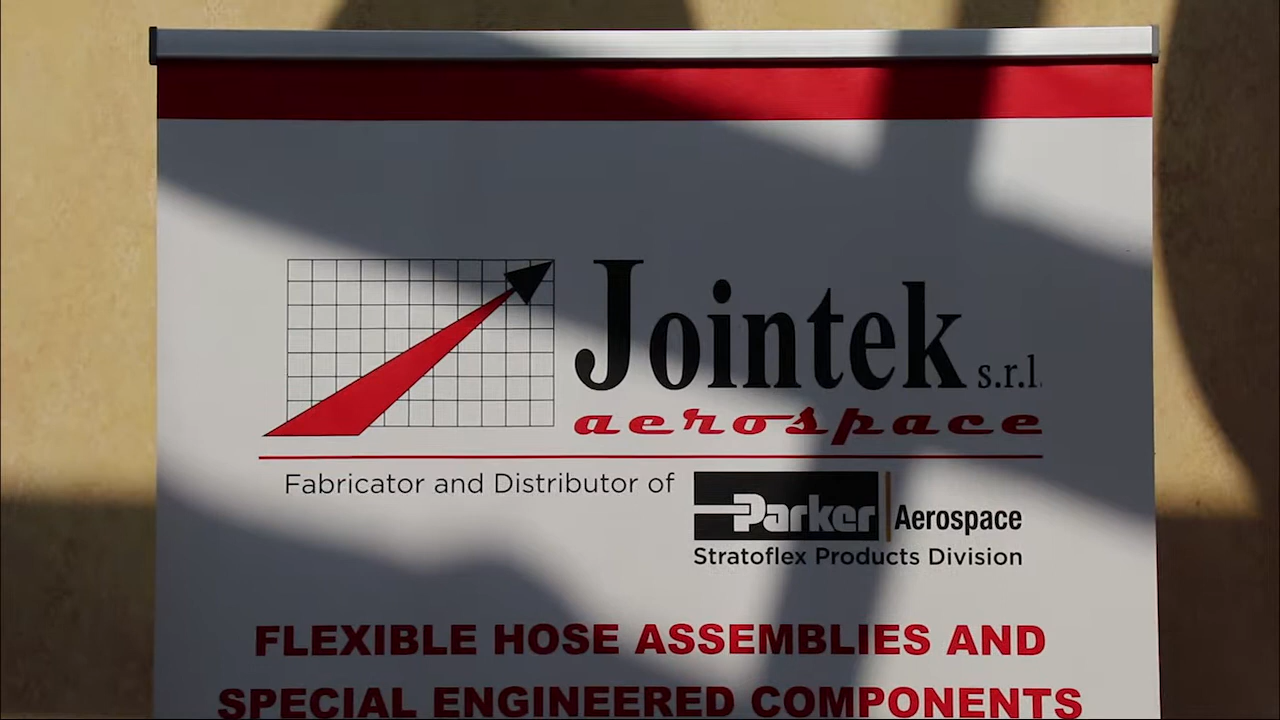 Jointek s.r.l.
aerospace
Fabricator and Distributor of
Parker Aerospace
Stratoflex Products Division
FLEXIBLE HOSE ASSEMBLIES AND
SPECIAL ENGINEERED COMPONENTS